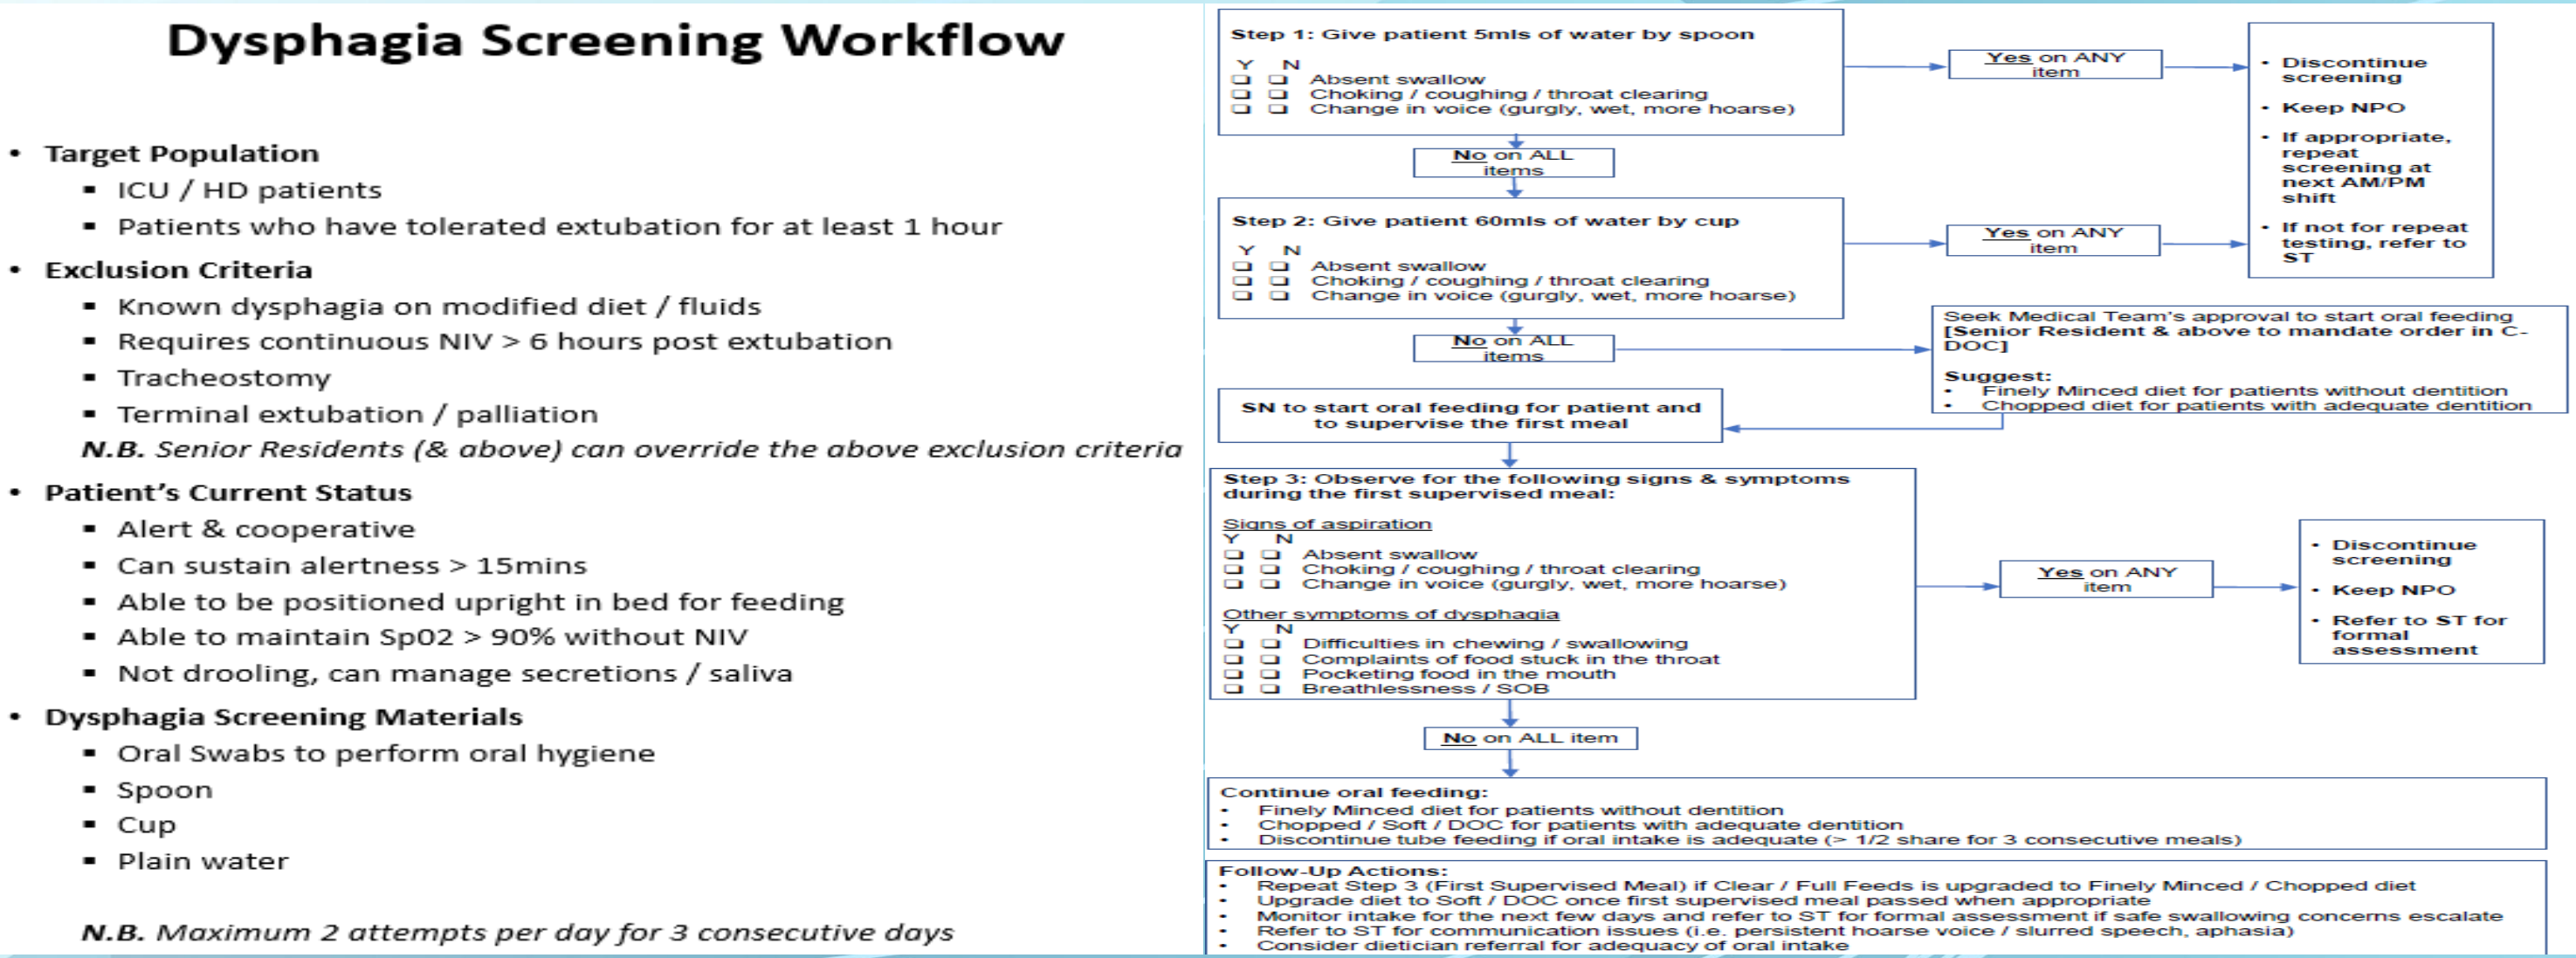 Dysphagia Screening Workflow
• Target Population
▪ ICU / HD patients
▪ Patients who have tolerated extubation for at least 1 hour
• Exclusion Criteria
▪ Known dysphagia on modified diet / fluids
▪ Requires continuous NIV > 6 hours post extubation
▪ Tracheostomy
▪ Terminal extubation / palliation
N.B. Senior Residents (& above) can override the above exclusion criteria
• Patient's Current Status
▪ Alert & cooperative
▪ Can sustain alertness > 15mins
▪ Able to be positioned upright in bed for feeding
▪ Able to maintain Sp02 > 90% without NIV
▪ Not drooling, can manage secretions / saliva
• Dysphagia Screening Materials
▪ Oral Swabs to perform oral hygiene
▪ Spoon
▪ Cup
▪ Plain water
N.B. Maximum 2 attempts per day for 3 consecutive days
Step 1: Give patient 5mls of water by spoon
Y N
❑ ❑ Absent swallow
❑ ❑ Choking / coughing / throat clearing
❑ ❑ Change in voice (gurgly, wet, more hoarse)
Yes on ANY
item
• Discontinue
screening
• Keep NPO
• If appropriate,
repeat
screening at
next AM/PM
shift
• If not for repeat
testing, refer to
ST
No on ALL
items
Step 2: Give patient 60mls of water by cup
Y N
❑ ❑ Absent swallow
❑ ❑ Choking / coughing / throat clearing
❑ ❑ Change in voice (gurgly, wet, more hoarse)
Yes on ANY
item
No on ALL
items
Seek Medical Team's approval to start oral feeding
[Senior Resident & above to mandate order in C-
DOC]
Suggest:
• Finely Minced diet for patients without dentition
• Chopped diet for patients with adequate dentition
SN to start oral feeding for patient and
to supervise the first meal
Step 3: Observe for the following signs & symptoms
during the first supervised meal:
Signs of aspiration
Y N
❑ ❑ Absent swallow
❑ ❑ Choking / coughing / throat clearing
❑ ❑ Change in voice (gurgly, wet, more hoarse)
Other symptoms of dysphagia
Y N
❑ ❑ Difficulties in chewing / swallowing
❑ ❑ Complaints of food stuck in the throat
❑ ❑ Pocketing food in the mouth
❑ ❑ Breathlessness / SOB
Yes on ANY
item
• Discontinue
screening
• Keep NPO
• Refer to ST for
formal
assessment
No on ALL item
Continue oral feeding:
• Finely Minced diet for patients without dentition
• Chopped / Soft / DOC for patients with adequate dentition
• Discontinue tube feeding if oral intake is adequate (> 1/2 share for 3 consecutive meals)
Follow-Up Actions:
• Repeat Step 3 (First Supervised Meal) if Clear / Full Feeds is upgraded to Finely Minced / Chopped diet
• Upgrade diet to Soft / DOC once first supervised meal passed when appropriate
• Monitor intake for the next few days and refer to ST for formal assessment if safe swallowing concerns escalate
• Refer to ST for communication issues (i.e. persistent hoarse voice / slurred speech, aphasia)
• Consider dietician referral for adequacy of oral intake